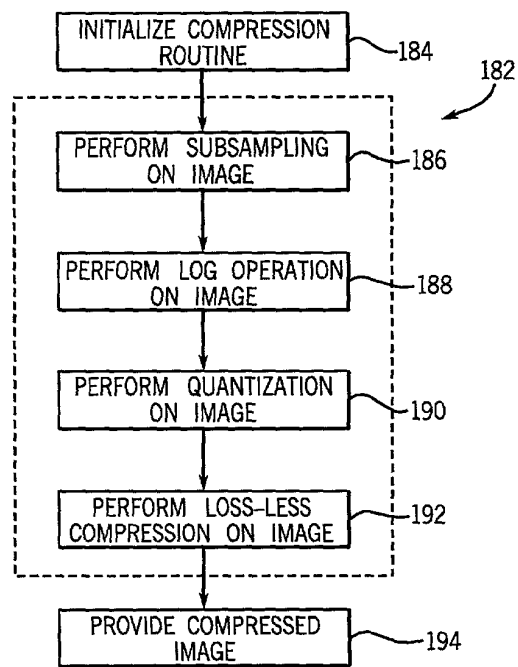 INITIALIZE COMPRESSION
ROUTINE
184
182
PERFORM SUBSAMPLING
ON IMAGE
186
PERFORM LOG OPERATION
ON IMAGE
188
PERFORM QUANTIZATION
ON IMAGE
190
PERFORM LOSS-LESS
COMPRESSION ON IMAGE
192
PROVIDE COMPRESSED
IMAGE
194